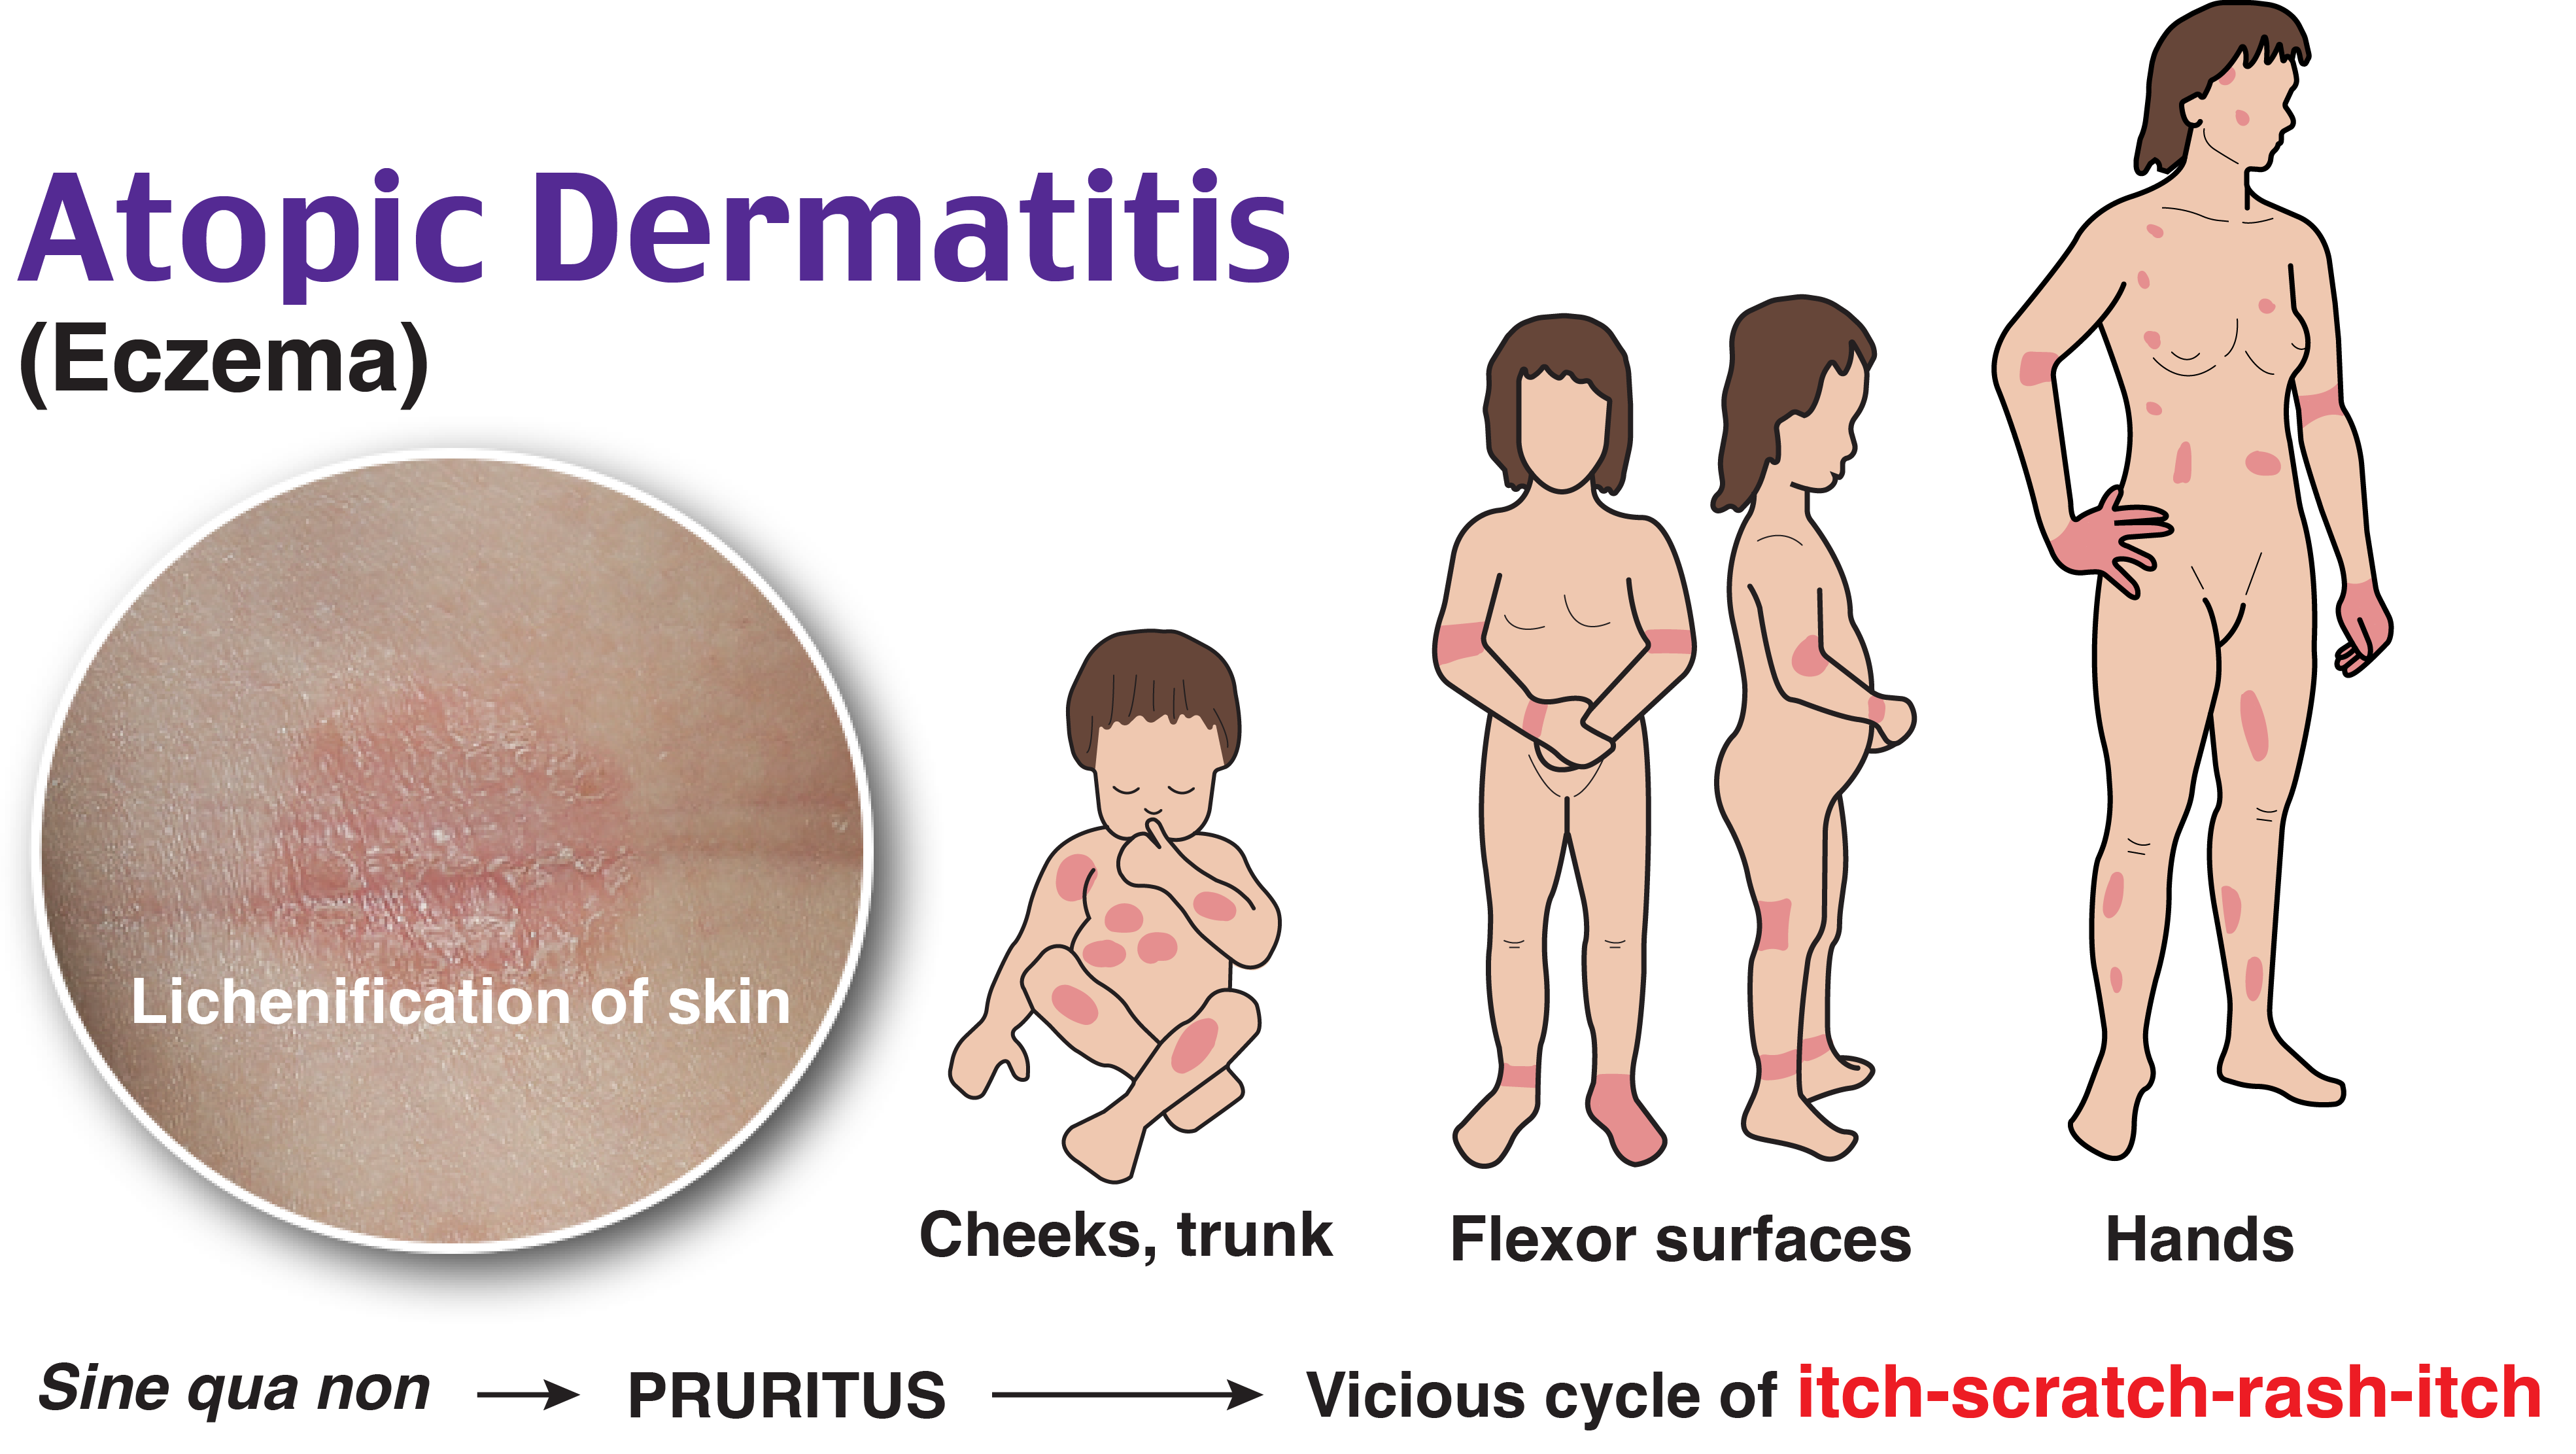 Atopic Dermatitis
(Eczema)
Lichenification of skin
Cheeks, trunk
Flexor surfaces
Hands
Sine qua non → PRURITUS → Vicious cycle of itch-scratch-rash-itch